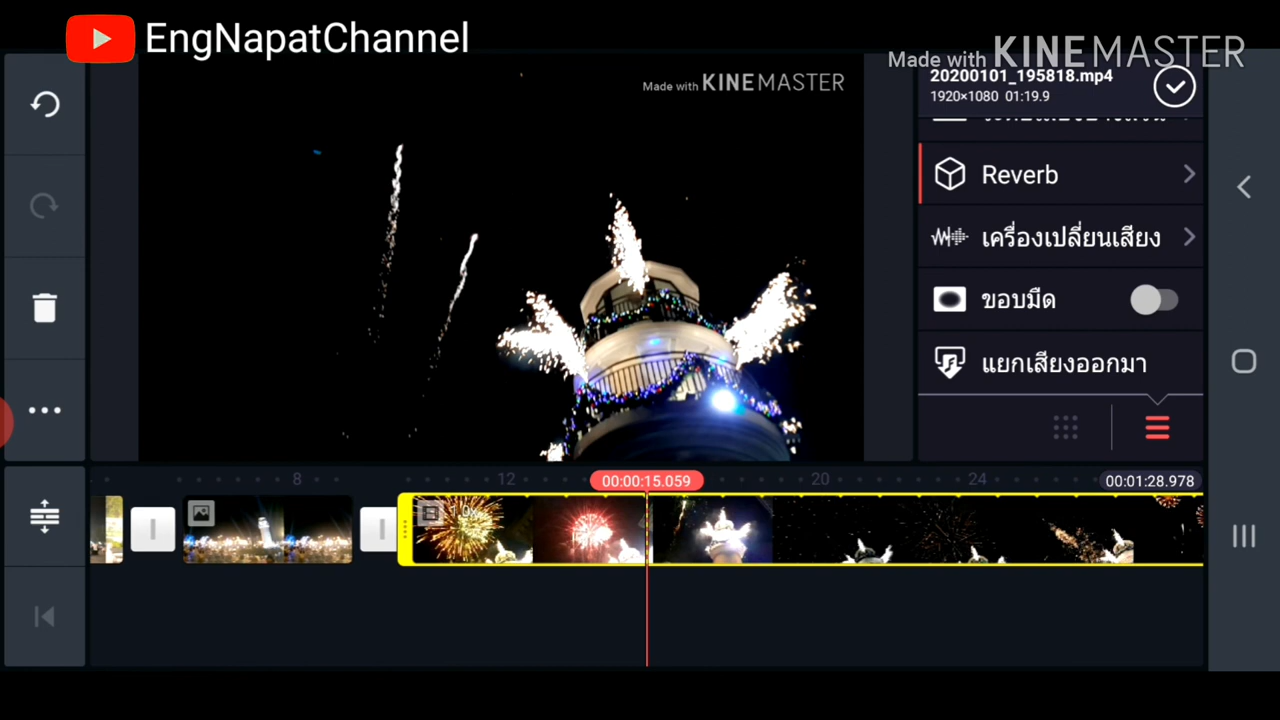 EngNapatChannel
Made with KINEMASTER
Made with KINEMASTER
20200101_195818.mp4
1920×1080 01:19.9
Reverb
เครื่องเปลี่ยนเสียง
ขอบมืด
แยกเสียงออกมา
8
12
00:00:15.059
20
24
00:01:28.978